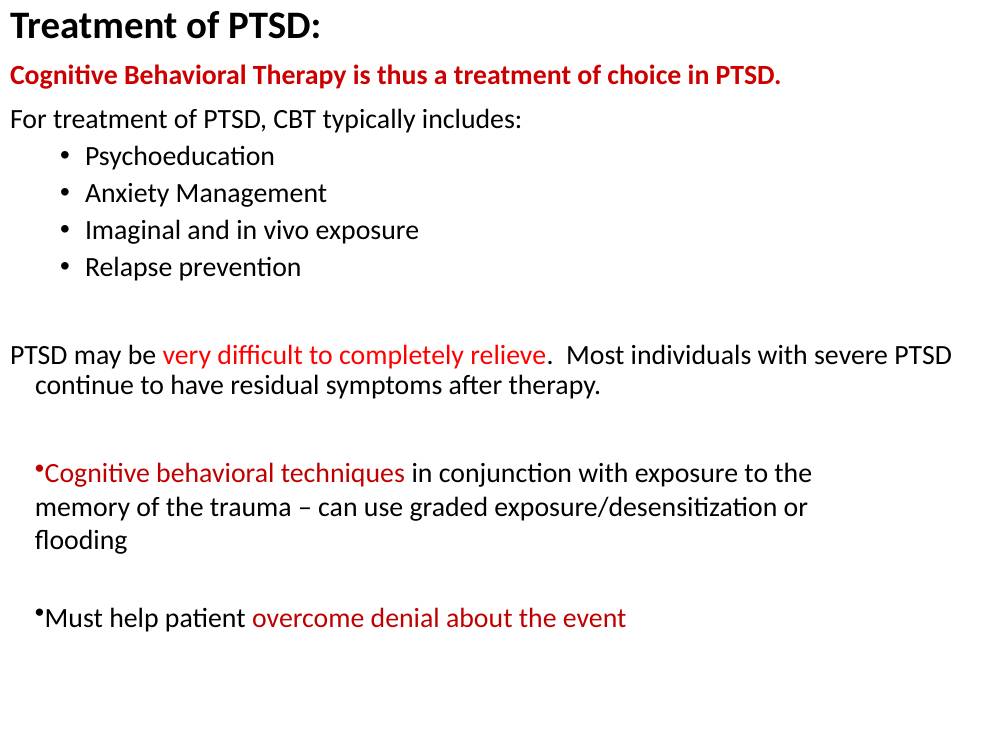 Treatment of PTSD:
Cognitive Behavioral Therapy is thus a treatment of choice in PTSD.
For treatment of PTSD, CBT typically includes:
• Psychoeducation
• Anxiety Management
• Imaginal and in vivo exposure
• Relapse prevention
PTSD may be very difficult to completely relieve.  Most individuals with severe PTSD
continue to have residual symptoms after therapy.
•Cognitive behavioral techniques in conjunction with exposure to the
memory of the trauma – can use graded exposure/desensitization or
flooding
•Must help patient overcome denial about the event